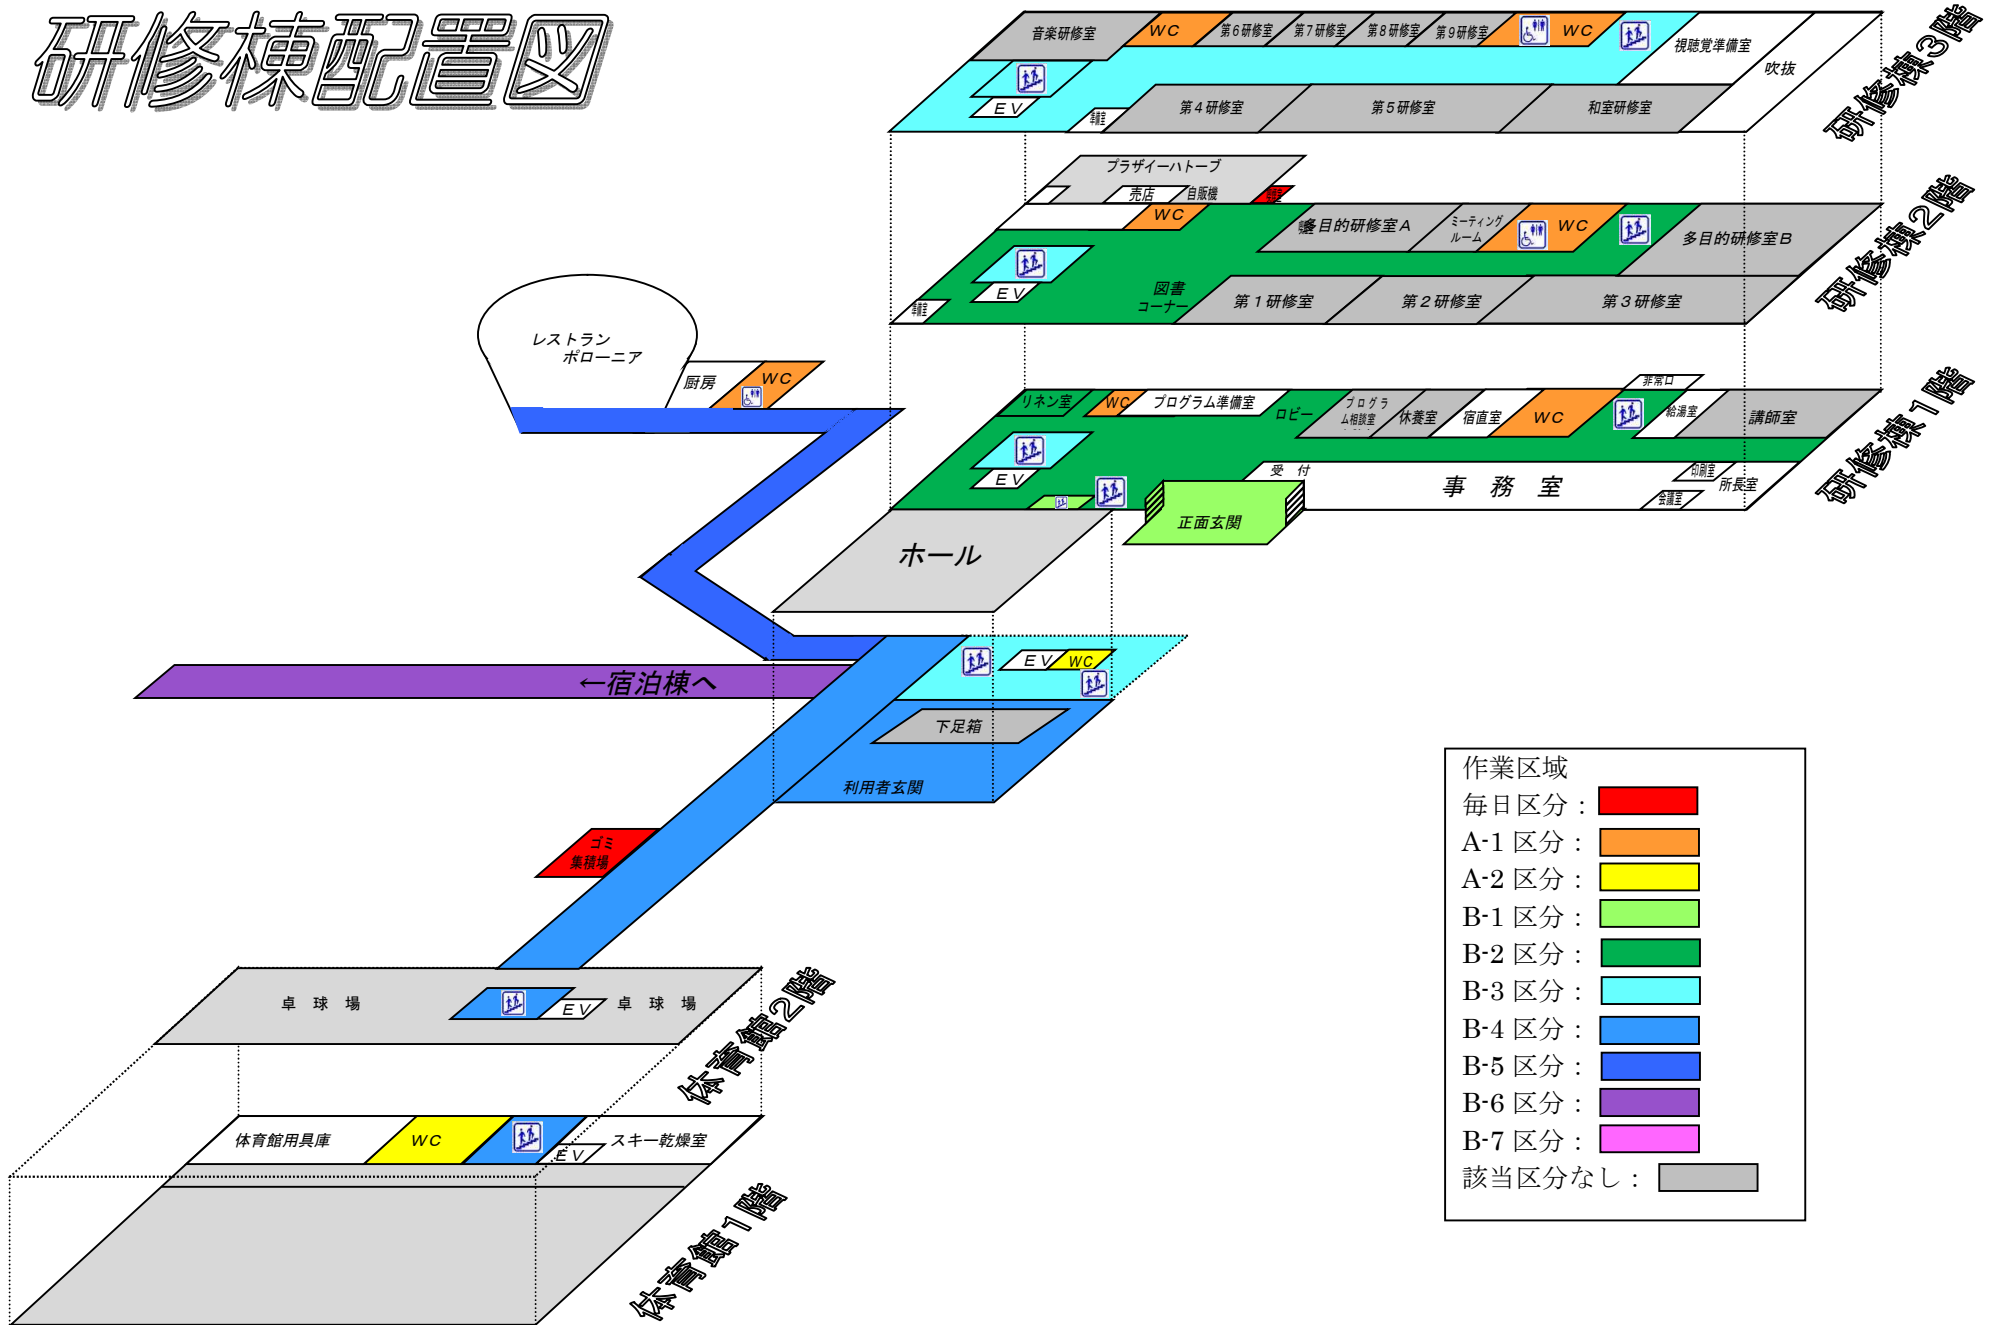 研修棟配置図
音楽研修室
WC
第6研修室
第7研修室
第8研修室
第9研修室
WC
視聴覚準備室
吹抜
EV
準備室
第4研修室
第5研修室
和室研修室
研修棟3階
プラザイーハトーブ
売店
自販機
WC
多目的研修室A
ミーティング
ルーム
WC
多目的研修室B
EV
準備室
図書
コーナー
第1研修室
第2研修室
第3研修室
研修棟2階
レストラン
ポローニア
厨房
WC
リネン室
WC
プログラム準備室
ロビー
プログラ
ム相談室
休養室
宿直室
WC
非常口
給湯室
講師室
EV
受 付
事 務 室
印刷室
会議室
所長室
正面玄関
研修棟1階
ホール
EV
WC
←宿泊棟へ
下足箱
利用者玄関
ゴミ
集積場
卓 球 場
EV
卓 球 場
体育館2階
体育館用具庫
WC
EV
スキー乾燥室
体育館1階
作業区域
毎日区分：
A-1 区分：
A-2 区分：
B-1 区分：
B-2 区分：
B-3 区分：
B-4 区分：
B-5 区分：
B-6 区分：
B-7 区分：
該当区分なし：